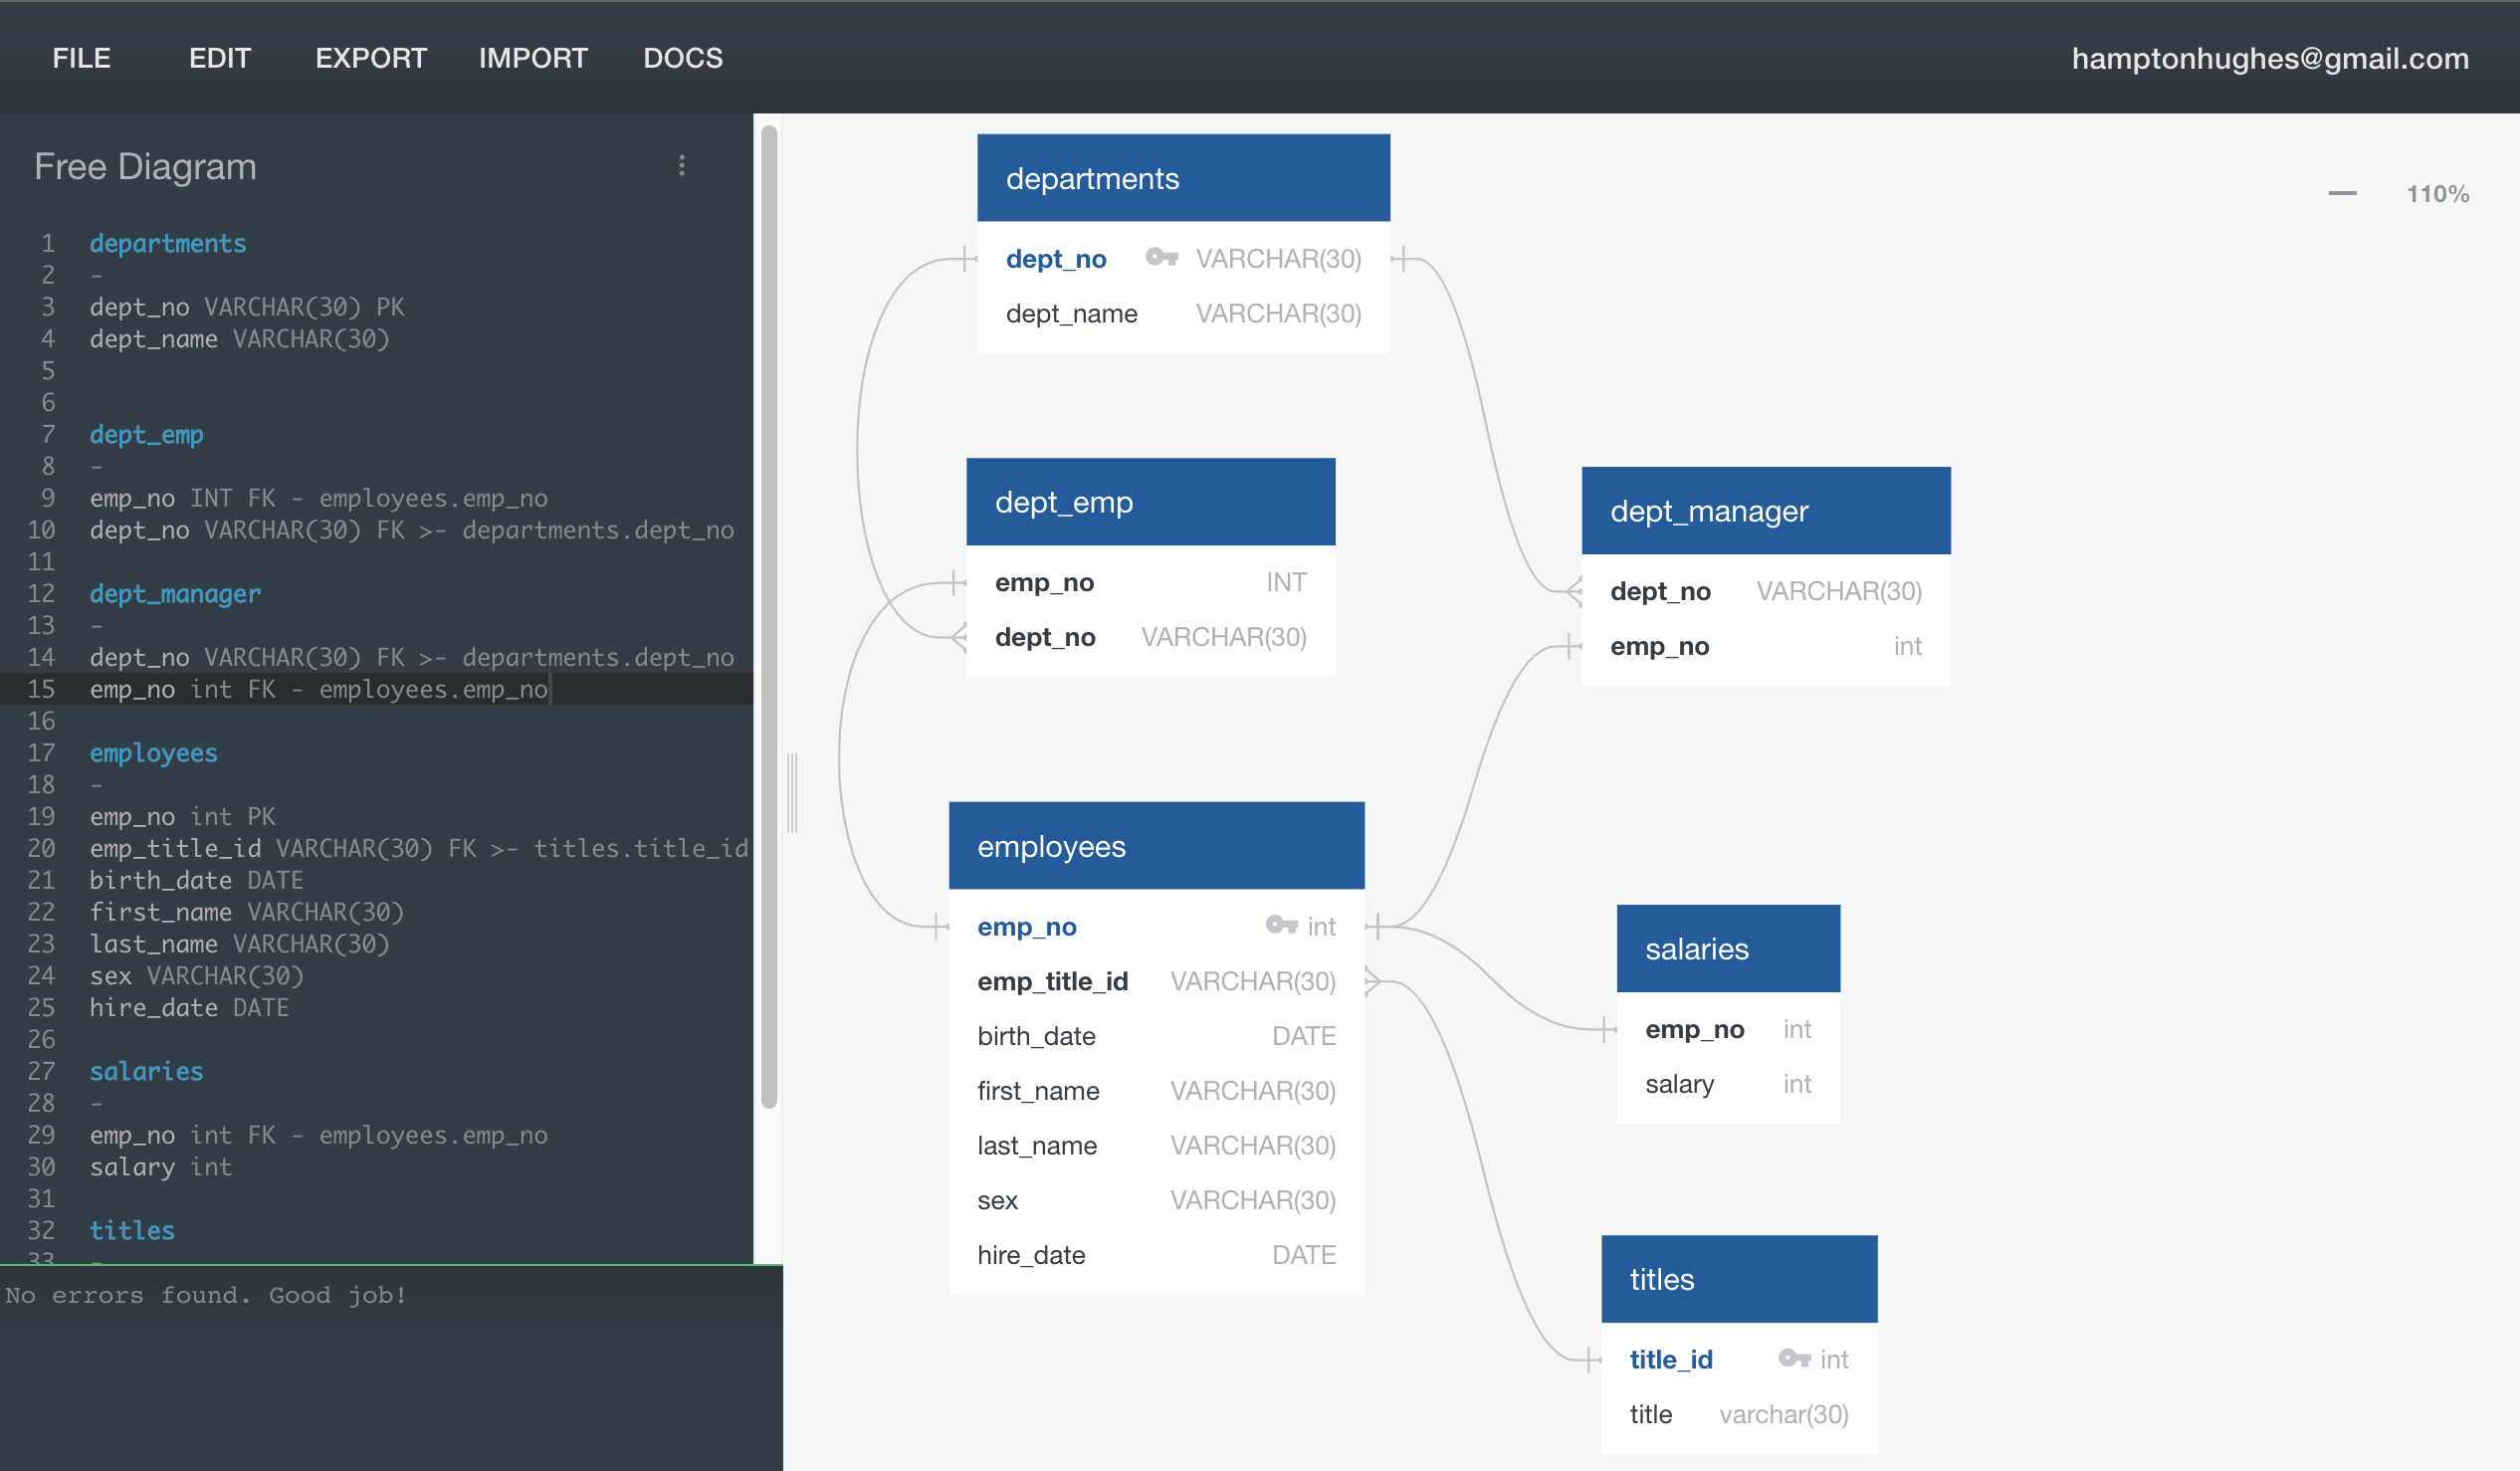 FILE EDIT EXPORT IMPORT DOCS hamptonhughes@gmail.com
Free Diagram
1 departments
2 -
3 dept_no VARCHAR(30) PK
4 dept_name VARCHAR(30)
5
6
7 dept_emp
8 -
9 emp_no INT FK - employees.emp_no
10 dept_no VARCHAR(30) FK >- departments.dept_no
11
12 dept_manager
13 -
14 dept_no VARCHAR(30) FK >- departments.dept_no
15 emp_no int FK - employees.emp_no
16
17 employees
18 -
19 emp_no int PK
20 emp_title_id VARCHAR(30) FK >- titles.title_id
21 birth_date DATE
22 first_name VARCHAR(30)
23 last_name VARCHAR(30)
24 sex VARCHAR(30)
25 hire_date DATE
26
27 salaries
28 -
29 emp_no int FK - employees.emp_no
30 salary int
31
32 titles
33 -
No errors found. Good job!
110%
departments
dept_no VARCHAR(30)
dept_name VARCHAR(30)
dept_emp
emp_no INT
dept_no VARCHAR(30)
dept_manager
dept_no VARCHAR(30)
emp_no int
employees
emp_no int
emp_title_id VARCHAR(30)
birth_date DATE
first_name VARCHAR(30)
last_name VARCHAR(30)
sex VARCHAR(30)
hire_date DATE
salaries
emp_no int
salary int
titles
title_id int
title varchar(30)